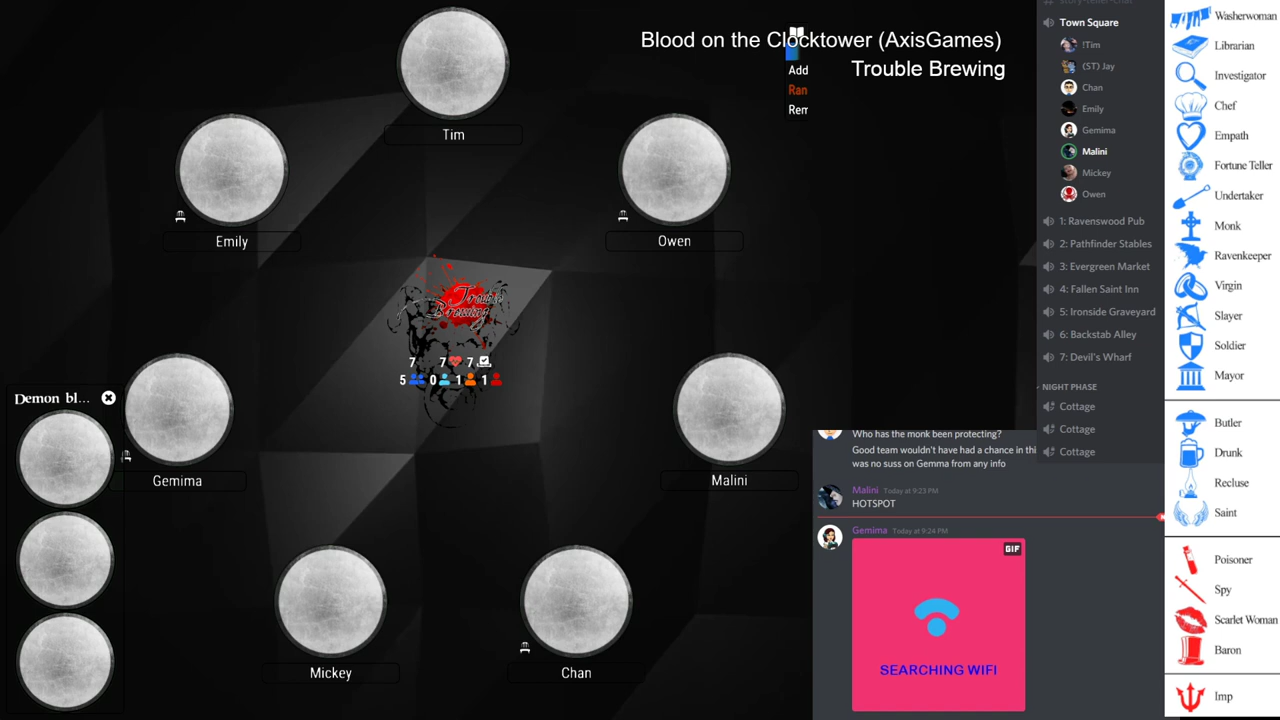 Blood on the Clocktower (AxisGames)
Trouble Brewing
Add
Ran
Rem
Tim
Emily
Owen
Trouble
Brewing
7 7 7
5 0 1 1
Demon bl...
Gemima
Malini
Mickey
Chan
Town Square
!Tim
(ST) Jay
Chan
Emily
Gemima
Malini
Mickey
Owen
1: Ravenswood Pub
2: Pathfinder Stables
3: Evergreen Market
4: Fallen Saint Inn
5: Ironside Graveyard
6: Backstab Alley
7: Devil's Wharf
NIGHT PHASE
Cottage
Cottage
Cottage
Who has the monk been protecting?
Good team wouldn't have had a chance in thi
was no suss on Gemma from any info
Malini Today at 9:23 PM
HOTSPOT
Gemima Today at 9:24 PM
GIF
SEARCHING WIFI
Washerwoman
Librarian
Investigator
Chef
Empath
Fortune Teller
Undertaker
Monk
Ravenkeeper
Virgin
Slayer
Soldier
Mayor
Butler
Drunk
Recluse
Saint
Poisoner
Spy
Scarlet Woman
Baron
Imp